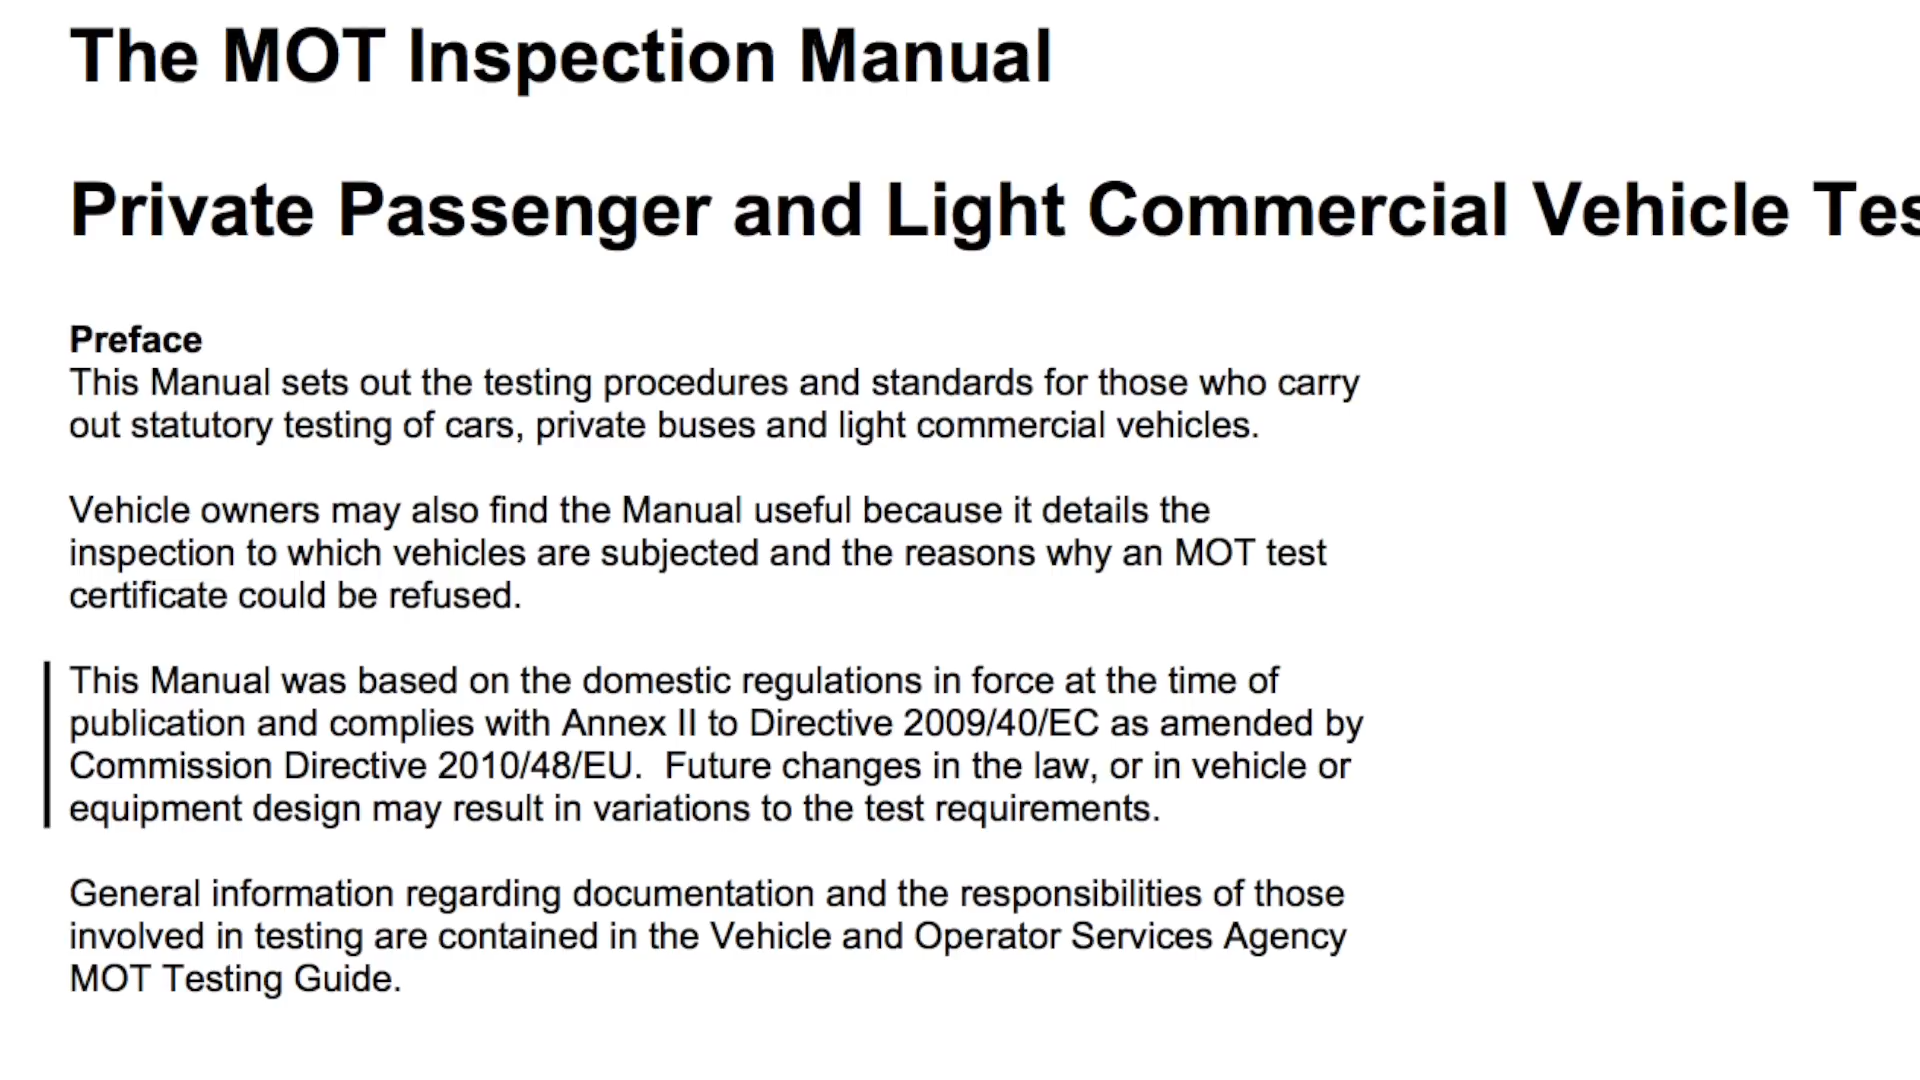 The MOT Inspection Manual
Private Passenger and Light Commercial Vehicle Tes
Preface
This Manual sets out the testing procedures and standards for those who carry
out statutory testing of cars, private buses and light commercial vehicles.
Vehicle owners may also find the Manual useful because it details the
inspection to which vehicles are subjected and the reasons why an MOT test
certificate could be refused.
This Manual was based on the domestic regulations in force at the time of
publication and complies with Annex II to Directive 2009/40/EC as amended by
Commission Directive 2010/48/EU.  Future changes in the law, or in vehicle or
equipment design may result in variations to the test requirements.
General information regarding documentation and the responsibilities of those
involved in testing are contained in the Vehicle and Operator Services Agency
MOT Testing Guide.